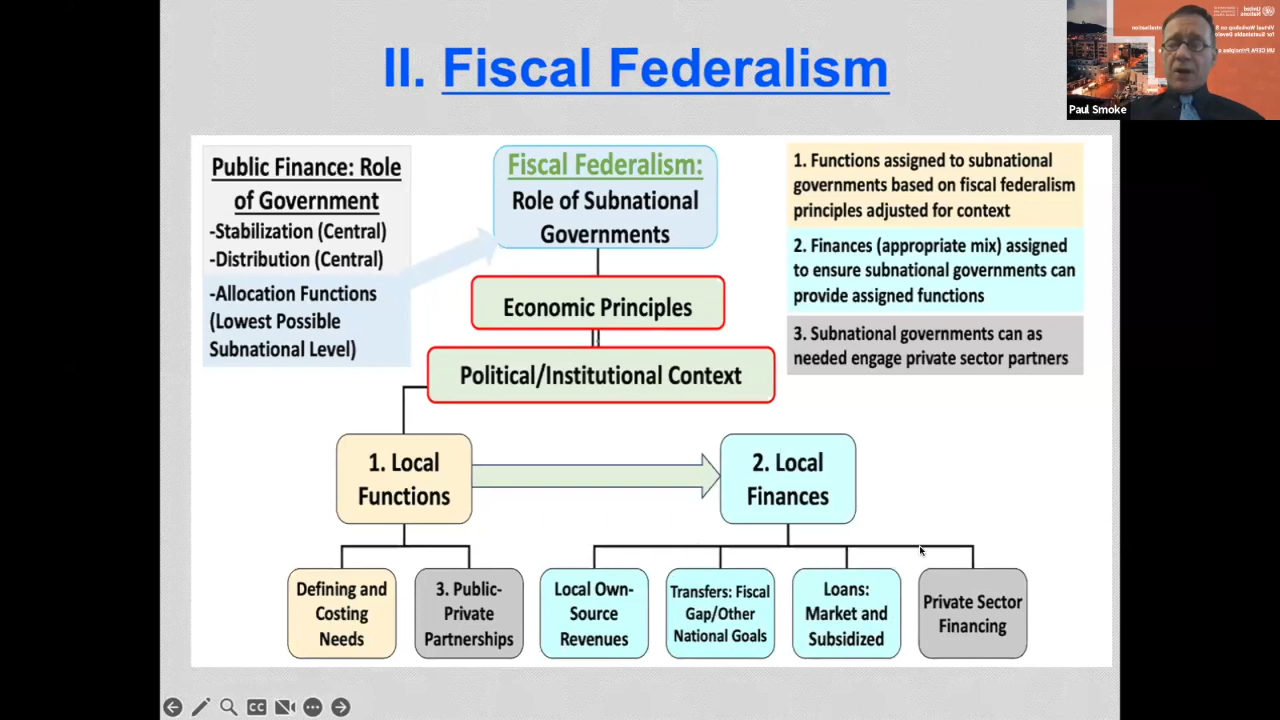 II. Fiscal Federalism
Public Finance: Role
of Government
-Stabilization (Central)
-Distribution (Central)
-Allocation Functions
(Lowest Possible
Subnational Level)
Fiscal Federalism:
Role of Subnational
Governments
Economic Principles
Political/Institutional Context
1. Functions assigned to subnational
governments based on fiscal federalism
principles adjusted for context
2. Finances (appropriate mix) assigned
to ensure subnational governments can
provide assigned functions
3. Subnational governments can as
needed engage private sector partners
1. Local
Functions
2. Local
Finances
Defining and
Costing
Needs
3. Public-
Private
Partnerships
Local Own-
Source
Revenues
Transfers: Fiscal
Gap/Other
National Goals
Loans:
Market and
Subsidized
Private Sector
Financing
United
Nations
Paul Smoke
CC